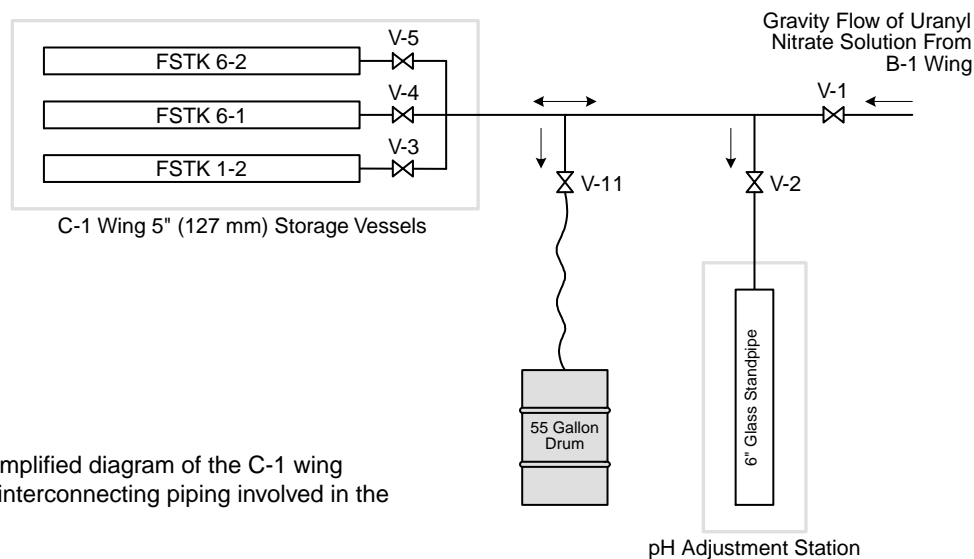 Gravity Flow of Uranyl
Nitrate Solution From
B-1 Wing
V-1
V-5
FSTK 6-2
V-4
FSTK 6-1
V-3
FSTK 1-2
C-1 Wing 5" (127 mm) Storage Vessels
V-11
V-2
55 Gallon
Drum
6" Glass Standpipe
pH Adjustment Station
mplified diagram of the C-1 wing
interconnecting piping involved in the